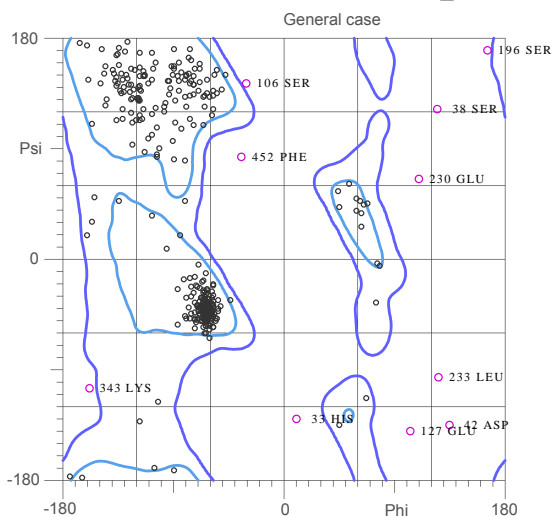 General case
180
196 SER
106 SER
38 SER
Psi
452 PHE
230 GLU
0
233 LEU
343 LYS
33 HIS
42 ASP
127 GLU
-180
-180
0
Phi
180